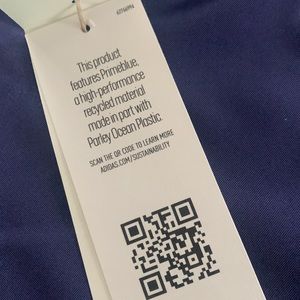 This product
features Primeblue,
a high-performance
recycled material
made in part with
Parley Ocean Plastic
SCAN THE QR CODE TO LEARN MORE
ADIDAS.COM/SUSTAINABILITY